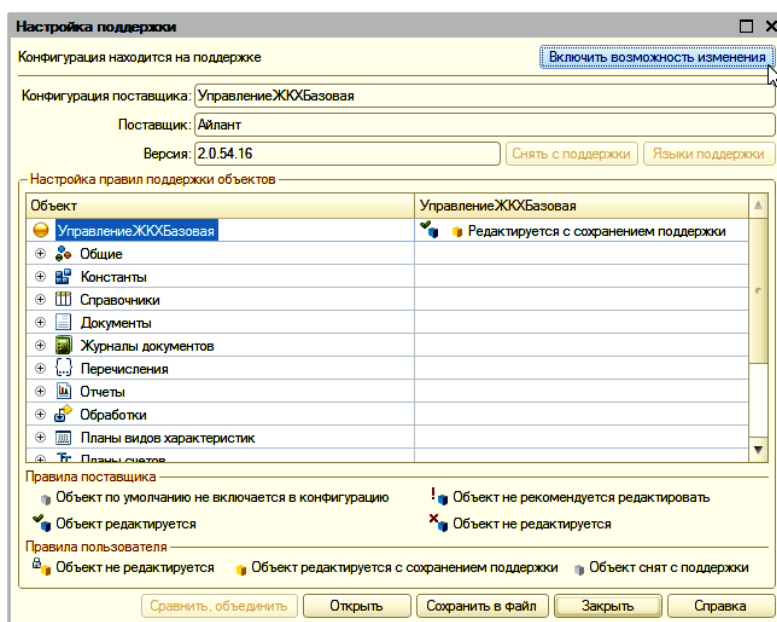 Настройка поддержки
Конфигурация находится на поддержке
Включить возможность изменения
Конфигурация поставщика: УправлениеЖКХБазовая
Поставщик: Айлант
Версия: 2.0.54.16
Снять с поддержки
Языки поддержки
Настройка правил поддержки объектов
Объект
УправлениеЖКХБазовая
УправлениеЖКХБазовая
Редактируется с сохранением поддержки
Общие
Константы
Справочники
Документы
Журналы документов
Перечисления
Отчеты
Обработки
Планы видов характеристик
Планы счетов
Правила поставщика
Объект по умолчанию не включается в конфигурацию
Объект не рекомендуется редактировать
Объект редактируется
Объект не редактируется
Правила пользователя
Объект не редактируется
Объект редактируется с сохранением поддержки
Объект снят с поддержки
Сравнить, объединить
Открыть
Сохранить в файл
Закрыть
Справка